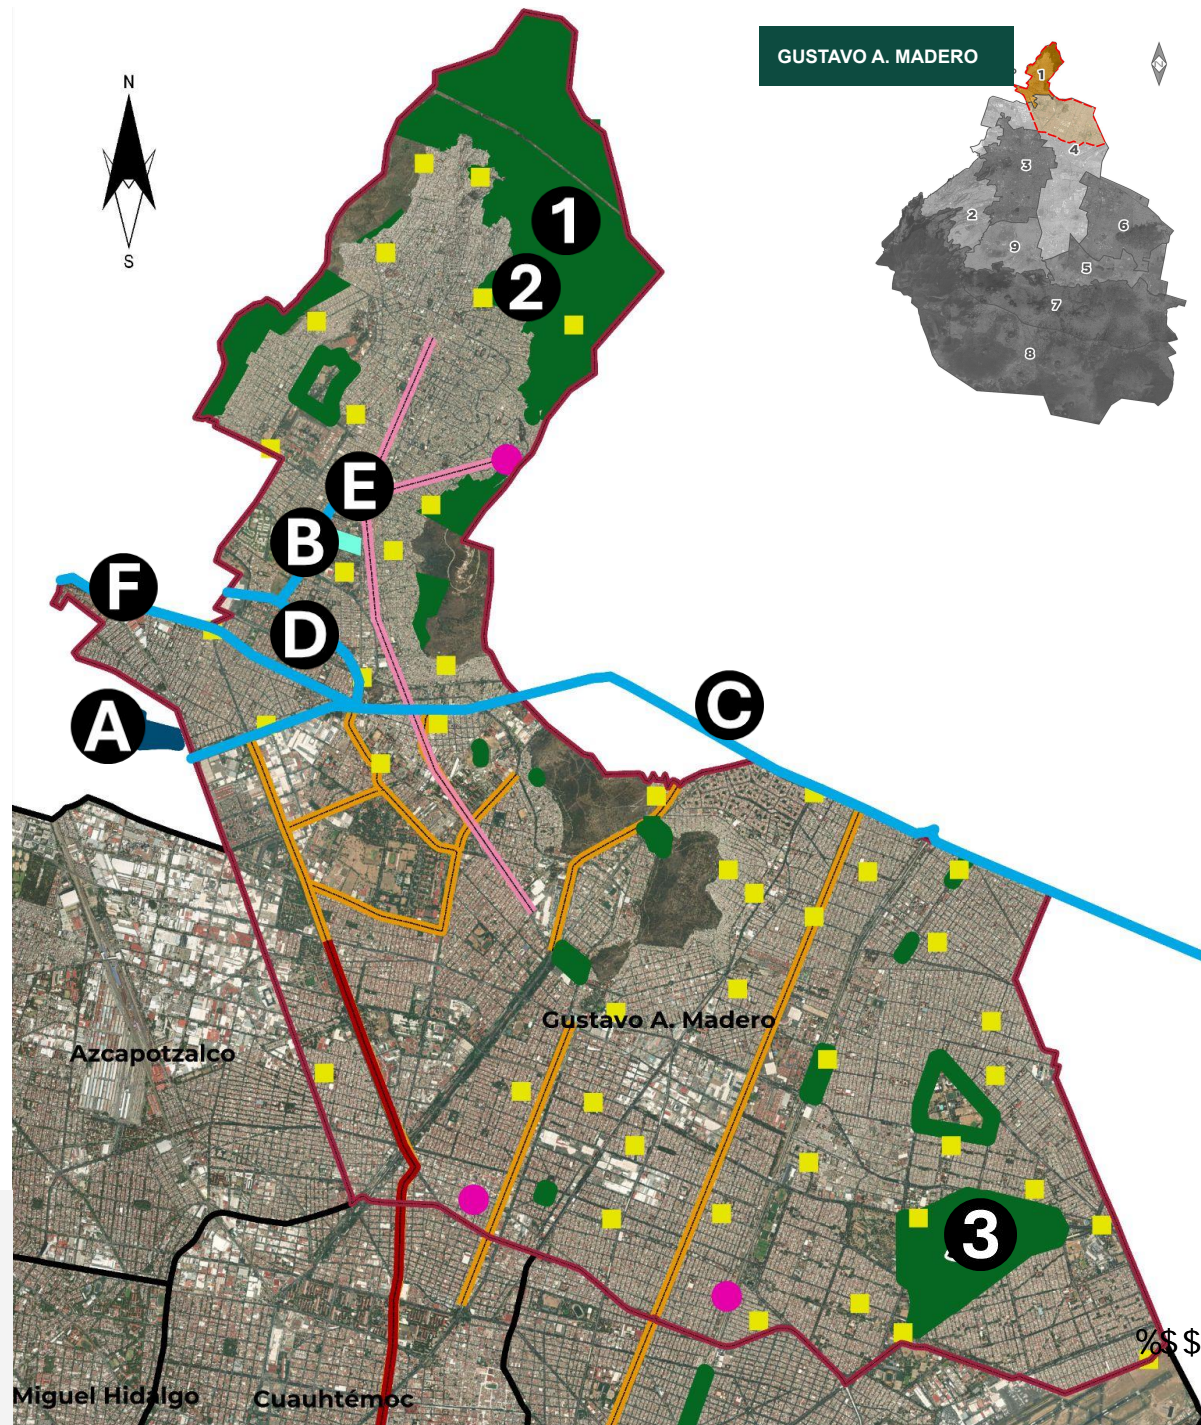 GUSTAVO A. MADERO
N
S
N
1
4
3
2
6
9
5
7
8
1
2
E
B
F
D
C
A
Gustavo A. Madero
Azcapotzalco
3
%$ $
Miguel Hidalgo
Cuauhtémoc